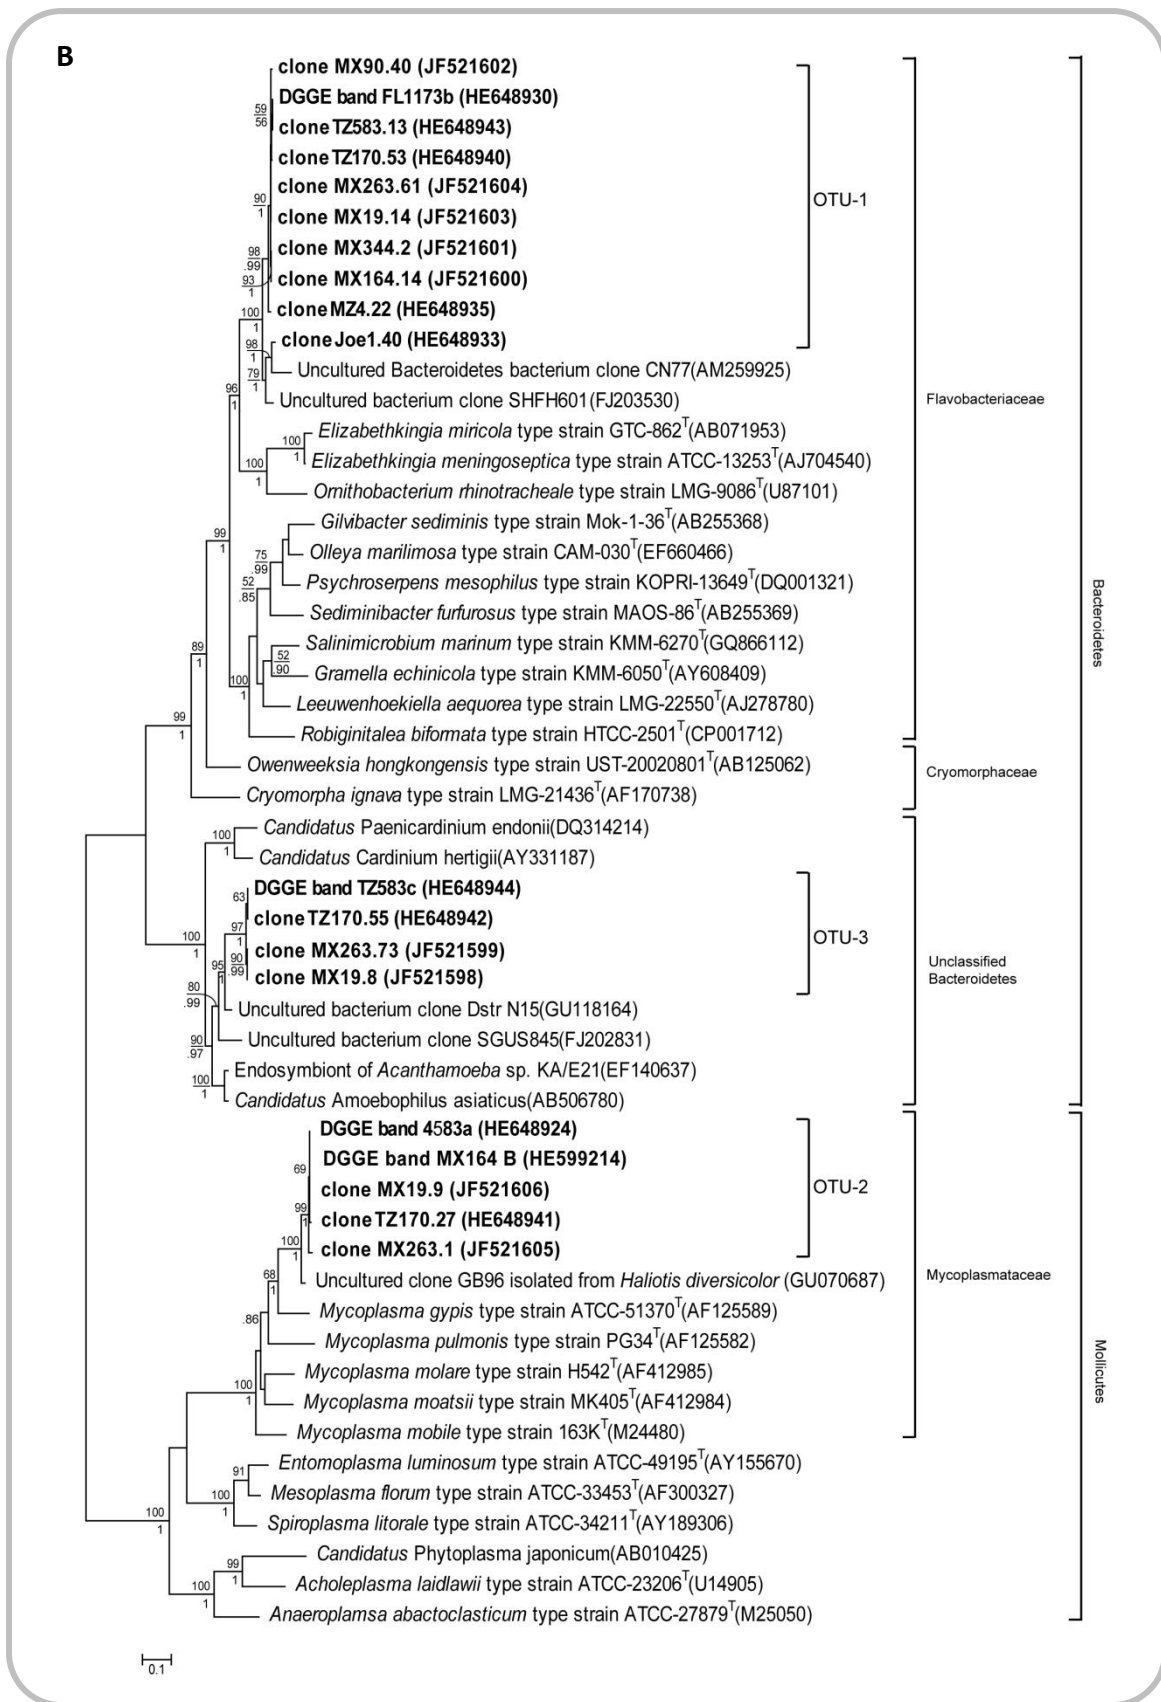 B
clone MX90.40 (JF521602)
DGGE band FL1173b (HE648930)
59
56
clone TZ583.13 (HE648943)
clone TZ170.53 (HE648940)
clone MX263.61 (JF521604)
90
1
OTU-1
clone MX19.14 (JF521603)
clone MX344.2 (JF521601)
98
.99
clone MX164.14 (JF521600)
93
1
clone MZ4.22 (HE648935)
100
1
clone Joe1.40 (HE648933)
98
1
Uncultured Bacteroidetes bacterium clone CN77(AM259925)
79
1
96
1
Uncultured bacterium clone SHFH601(FJ203530)
Flavobacteriaceae
Elizabethkingia miricola type strain GTC-862T(AB071953)
100
1
Elizabethkingia meningoseptica type strain ATCC-13253T(AJ704540)
100
1
Ornithobacterium rhinotracheale type strain LMG-9086T(U87101)
Gilvibacter sediminis type strain Mok-1-36T(AB255368)
99
1
Olleya marilimosa type strain CAM-030T(EF660466)
75
.99
Psychroserpens mesophilus type strain KOPRI-13649T(DQ001321)
52
.85
Sediminibacter furfurosus type strain MAOS-86T(AB255369)
Bacteroidetes
Salinimicrobium marinum type strain KMM-6270T(GQ866112)
89
1
52
.90
Gramella echinicola type strain KMM-6050T(AY608409)
100
1
Leeuwenhoekiella aequorea type strain LMG-22550T(AJ278780)
99
1
Robiginitalea biformata type strain HTCC-2501T(CP001712)
Owenweeksia hongkongensis type strain UST-20020801T(AB125062)
Cryomorphaceae
Cryomorpha ignava type strain LMG-21436T(AF170738)
Candidatus Paenicardinium endonii(DQ314214)
100
1
Candidatus Cardinium hertigii(AY331187)
DGGE band TZ583c (HE648944)
63
clone TZ170.55 (HE648942)
97
1
100
1
OTU-3
clone MX263.73 (JF521599)
90
.99
Unclassified
Bacteroidetes
95
1
clone MX19.8 (JF521598)
80
.99
Uncultured bacterium clone Dstr N15(GU118164)
Uncultured bacterium clone SGUS845(FJ202831)
90
.97
Endosymbiont of Acanthamoeba sp. KA/E21(EF140637)
100
1
Candidatus Amoebophilus asiaticus(AB506780)
DGGE band 4583a (HE648924)
DGGE band MX164 B (HE599214)
69
clone MX19.9 (JF521606)
OTU-2
99
1
clone TZ170.27 (HE648941)
100
1
clone MX263.1 (JF521605)
68
1
Uncultured clone GB96 isolated from Haliotis diversicolor (GU070687)
Mycoplasmataceae
Mycoplasma gypis type strain ATCC-51370T(AF125589)
.86
Mycoplasma pulmonis type strain PG34T(AF125582)
Mollicutes
Mycoplasma molare type strain H542T(AF412985)
100
1
Mycoplasma moatsii type strain MK405T(AF412984)
Mycoplasma mobile type strain 163KT(M24480)
Entomoplasma luminosum type strain ATCC-49195T(AY155670)
91
Mesoplasma florum type strain ATCC-33453T(AF300327)
100
1
100
1
Spiroplasma litorale type strain ATCC-34211T(AY189306)
Candidatus Phytoplasma japonicum(AB010425)
99
1
Acholeplasma laidlawii type strain ATCC-23206T(U14905)
100
1
Anaeroplamsa abactoclasticum type strain ATCC-27879T(M25050)
0.1